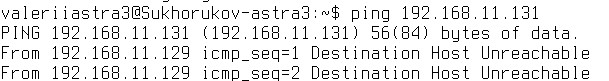 valeriiastra3@Sukhorukov-astra3:~$ ping 192.168.11.131
PING 192.168.11.131 (192.168.11.131) 56(84) bytes of data.
From 192.168.11.129 icmp_seq=1 Destination Host Unreachable
From 192.168.11.129 icmp_seq=2 Destination Host Unreachable